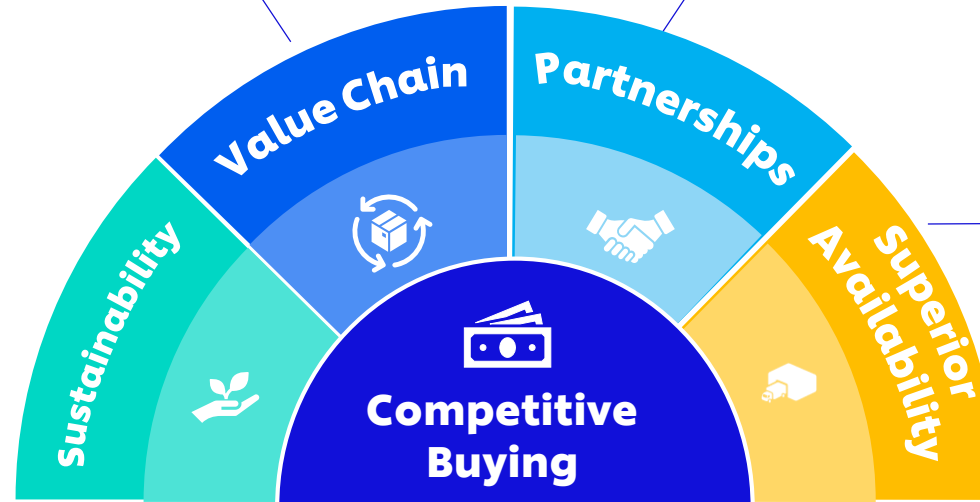 Sustainability
Value Chain
Partnerships
Superior
Availability
Competitive
Buying